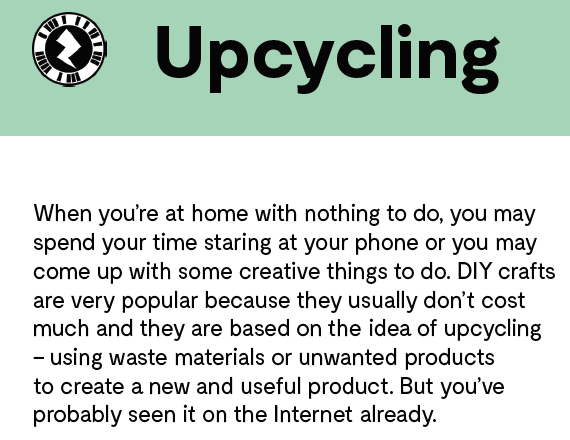 Upcycling
When you’re at home with nothing to do, you may
spend your time staring at your phone or you may
come up with some creative things to do. DIY crafts
are very popular because they usually don’t cost
much and they are based on the idea of upcycling
– using waste materials or unwanted products
to create a new and useful product. But you’ve
probably seen it on the Internet already.